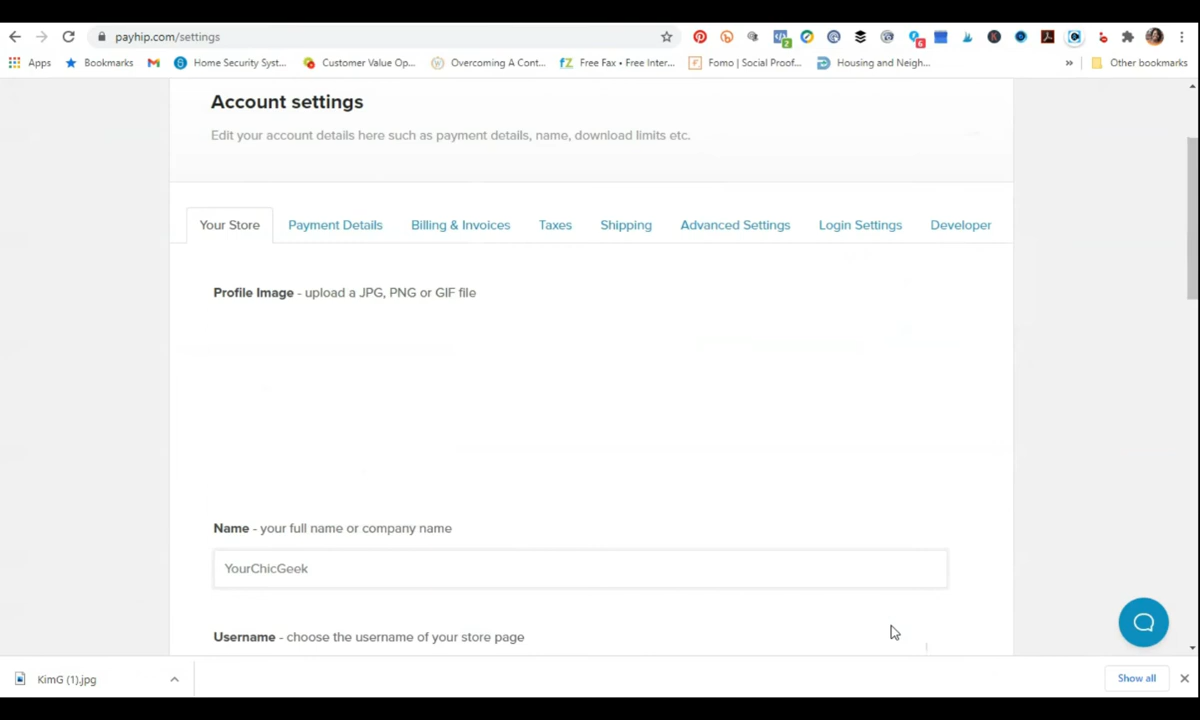 payhip.com/settings
2
6
Apps
Bookmarks
Home Security Syst...
Customer Value Op...
Overcoming A Cont...
Free Fax • Free Inter...
Fomo | Social Proof...
Housing and Neigh...
»
Other bookmarks
Account settings
Edit your account details here such as payment details, name, download limits etc.
Your Store
Payment Details
Billing & Invoices
Taxes
Shipping
Advanced Settings
Login Settings
Developer
Profile Image - upload a JPG, PNG or GIF file
Name - your full name or company name
YourChicGeek
Username - choose the username of your store page
KimG (1).jpg
Show all